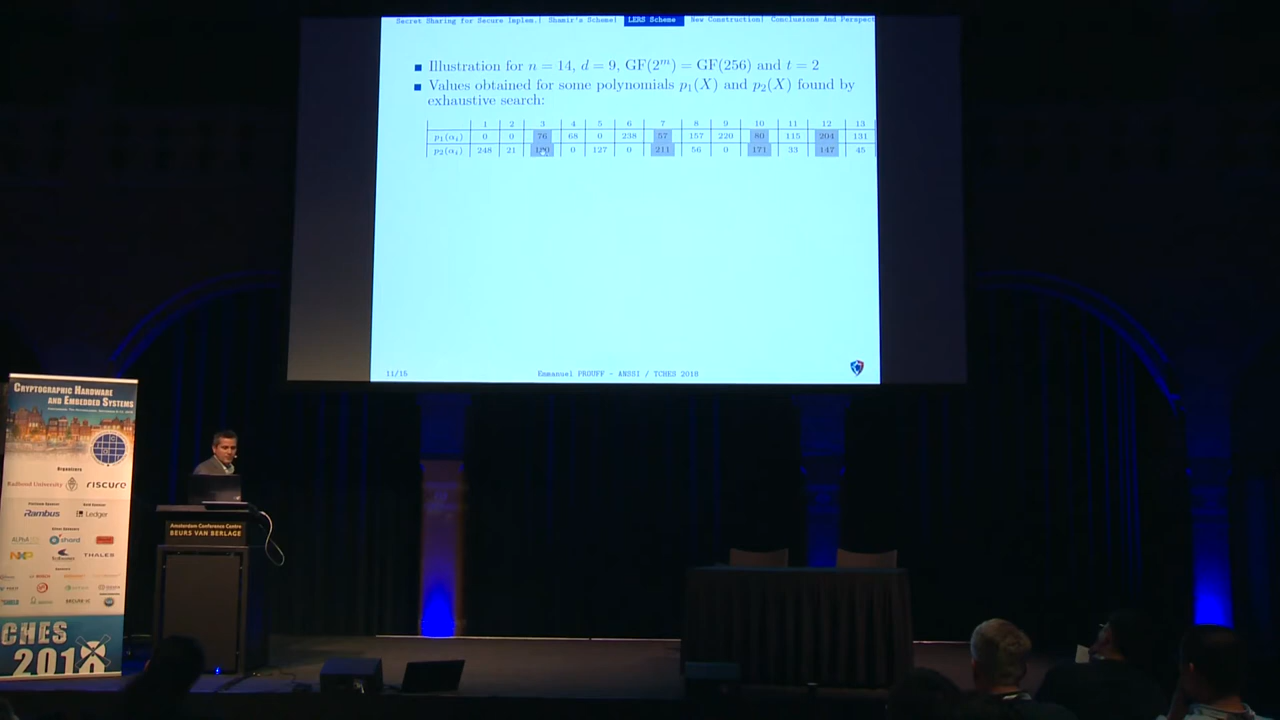 Secret Sharing for Secure Implem.| Shamir's Scheme| LERS Scheme New Construction| Conclusions And Perspect
Illustration for n = 14, d = 9, GF(2^m) = GF(256) and t = 2
Values obtained for some polynomials p₁(X) and p₂(X) found by
exhaustive search:
1 2 3 4 5 6 7 8 9 10 11 12 13
p₁(αᵢ) 0 0 76 68 0 238 57 157 220 80 115 204 131
p₂(αᵢ) 248 21 0 127 0 211 56 0 171 33 147 45
11/15 Emmanuel PROUFF - ANSSI / TCHES 2018
CRYPTOGRAPHIC HARDWARE
AND EMBEDDED SYSTEMS
Organizers
Radboud University riscure
Rambus Ledger
shard
NXP THALES
TCHES
2018
Amsterdam Conference Centre
BEURS VAN BERLAGE